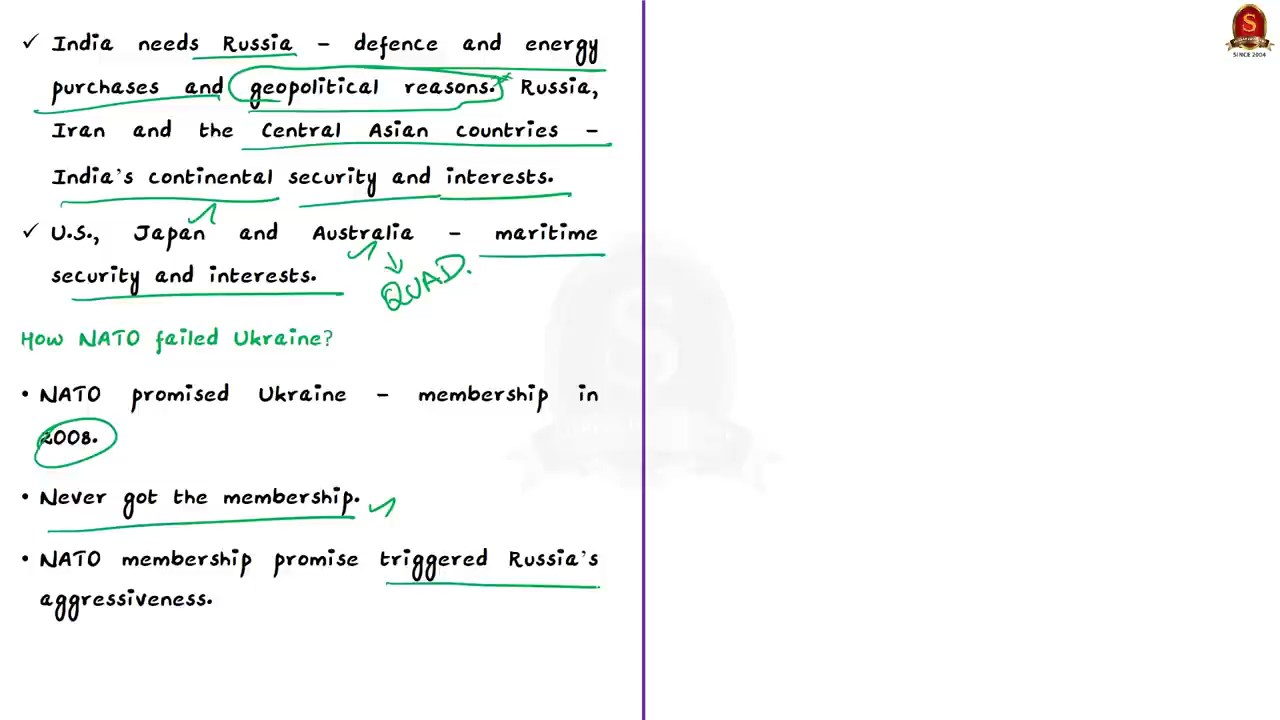 ✓ India needs Russia – defence and energy
purchases and geopolitical reasons. Russia,
Iran and the Central Asian countries –
India's continental security and interests.
✓ U.S., Japan and Australia – maritime
security and interests.
QUAD.
How NATO failed Ukraine?
• NATO promised Ukraine – membership in
2008.
• Never got the membership.
• NATO membership promise triggered Russia's
aggressiveness.
S
SINCE 2004